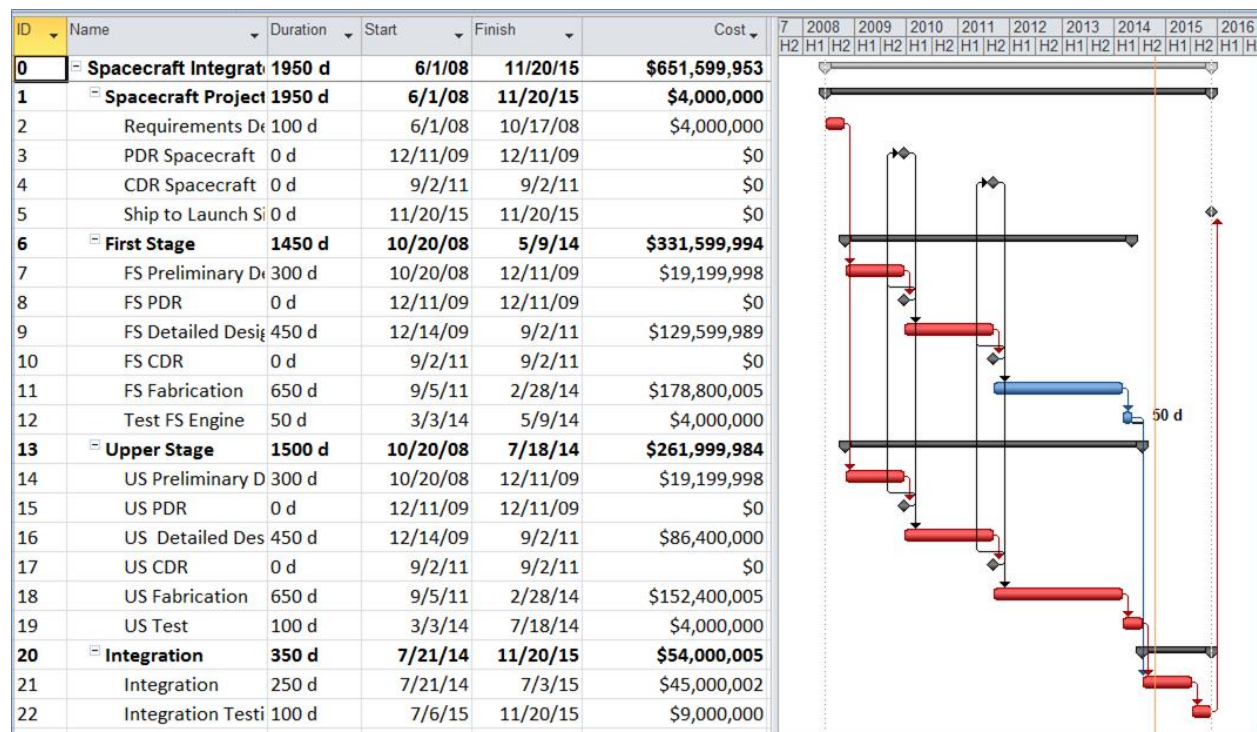 ID Name Duration Start Finish Cost 7 2008 2009 2010 2011 2012 2013 2014 2015 2016
H2 H1 H2 H1 H2 H1 H2 H1 H2 H1 H2 H1 H2 H1 H2 H1 H2 H
0 Spacecraft Integrat 1950 d 6/1/08 11/20/15 $651,599,953
1 Spacecraft Project 1950 d 6/1/08 11/20/15 $4,000,000
2 Requirements De 100 d 6/1/08 10/17/08 $4,000,000
3 PDR Spacecraft 0 d 12/11/09 12/11/09 $0
4 CDR Spacecraft 0 d 9/2/11 9/2/11 $0
5 Ship to Launch Si 0 d 11/20/15 11/20/15 $0
6 First Stage 1450 d 10/20/08 5/9/14 $331,599,994
7 FS Preliminary De 300 d 10/20/08 12/11/09 $19,199,998
8 FS PDR 0 d 12/11/09 12/11/09 $0
9 FS Detailed Desig 450 d 12/14/09 9/2/11 $129,599,989
10 FS CDR 0 d 9/2/11 9/2/11 $0
11 FS Fabrication 650 d 9/5/11 2/28/14 $178,800,005
12 Test FS Engine 50 d 3/3/14 5/9/14 $4,000,000 50 d
13 Upper Stage 1500 d 10/20/08 7/18/14 $261,999,984
14 US Preliminary D 300 d 10/20/08 12/11/09 $19,199,998
15 US PDR 0 d 12/11/09 12/11/09 $0
16 US Detailed Des 450 d 12/14/09 9/2/11 $86,400,000
17 US CDR 0 d 9/2/11 9/2/11 $0
18 US Fabrication 650 d 9/5/11 2/28/14 $152,400,005
19 US Test 100 d 3/3/14 7/18/14 $4,000,000
20 Integration 350 d 7/21/14 11/20/15 $54,000,005
21 Integration 250 d 7/21/14 7/3/15 $45,000,002
22 Integration Testi 100 d 7/6/15 11/20/15 $9,000,000